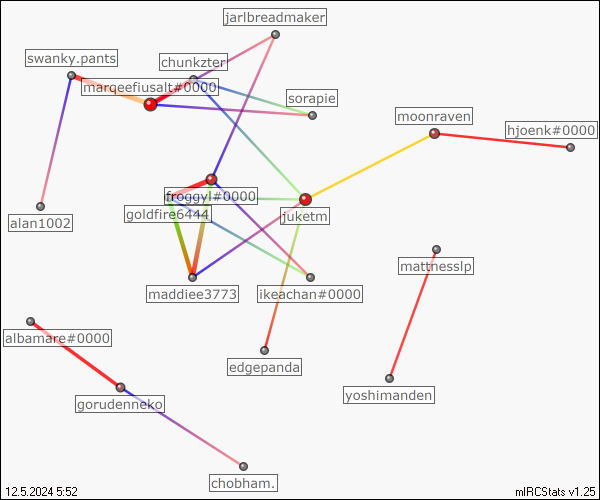 jarlbreadmaker
swanky.pants
chunkzter
marqeefiusalt#0000
sorapie
moonraven
hjoenk#0000
froggyl#0000
goldfire6444
juketm
alan1002
mattnesslp
maddiee3773
ikeachan#0000
albamare#0000
edgepanda
yoshimanden
gorudenneko
chobham.
12.5.2024 5:52
mIRCStats v1.25